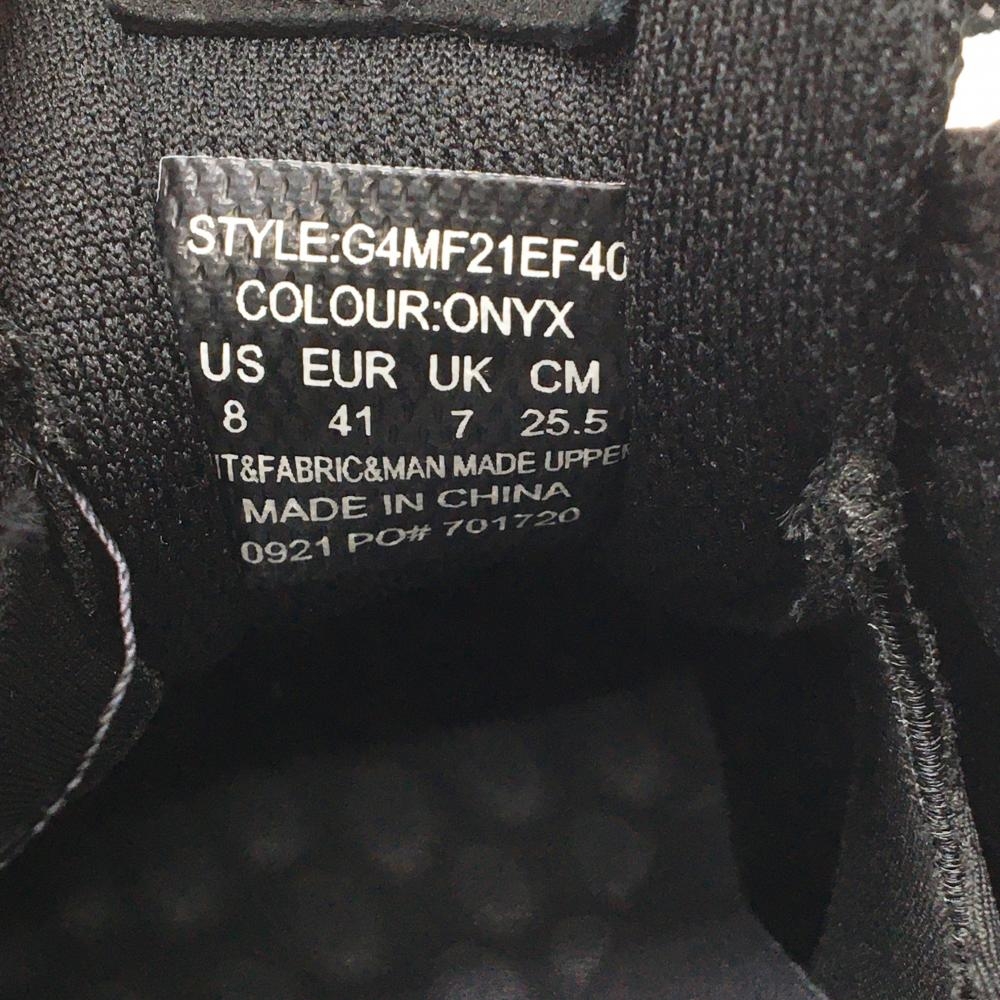 STYLE:G4MF21EF40
COLOUR:ONYX
US EUR UK CM
8 41 7 25.5
IT&FABRIC&MAN MADE UPPER
MADE IN CHINA
0921 PO# 701720